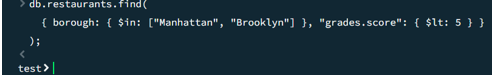 > db.restaurants.find(
{ borough: { $in: ["Manhattan", "Brooklyn"] }, "grades.score": { $lt: 5 } }
);
<
test>